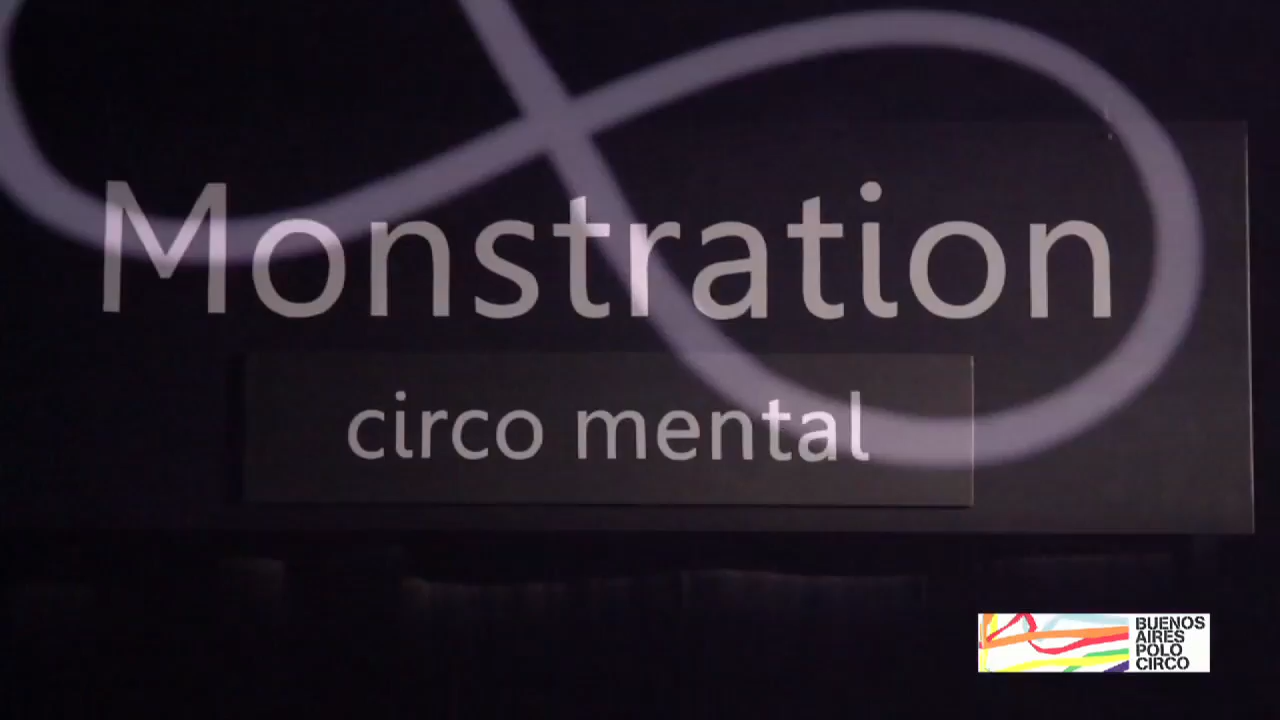 Monstration
circo mental
BUENOS
AIRES
POLO
CIRCO